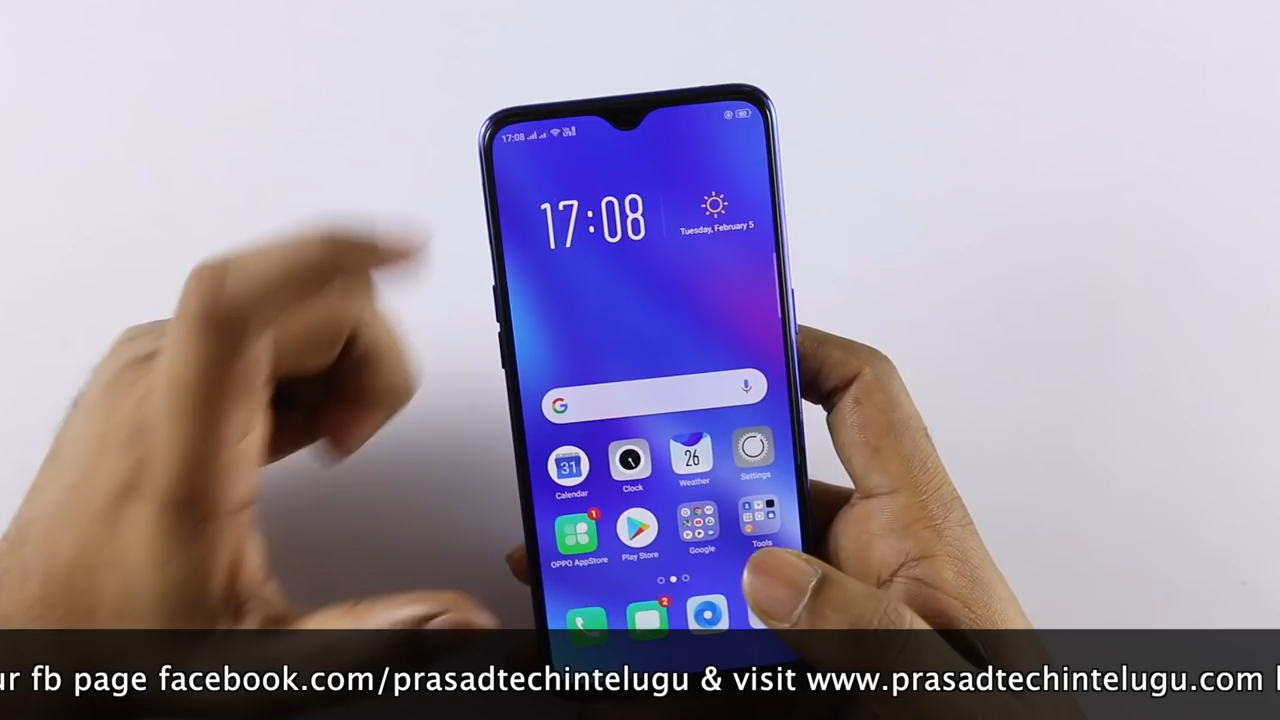 17:08
80
17:08
Tuesday, February 5
G
31
26
Calendar
Clock
Weather
Settings
1
OPPO AppStore
Play Store
Google
Tools
2
ur fb page facebook.com/prasadtechintelugu & visit www.prasadtechintelugu.com